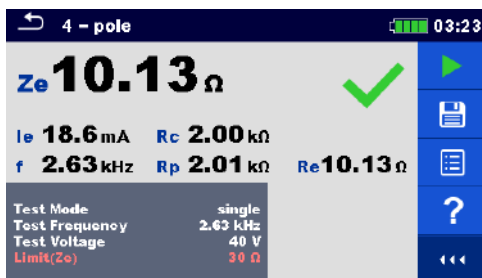 4 – pole 03:23
Ze 10.13 Ω
Ie 18.6 mA Rc 2.00 kΩ
f 2.63 kHz Rp 2.01 kΩ Re 10.13 Ω
Test Mode single
Test Frequency 2.63 kHz
Test Voltage 40 V
Limit(Ze) 30 Ω
?